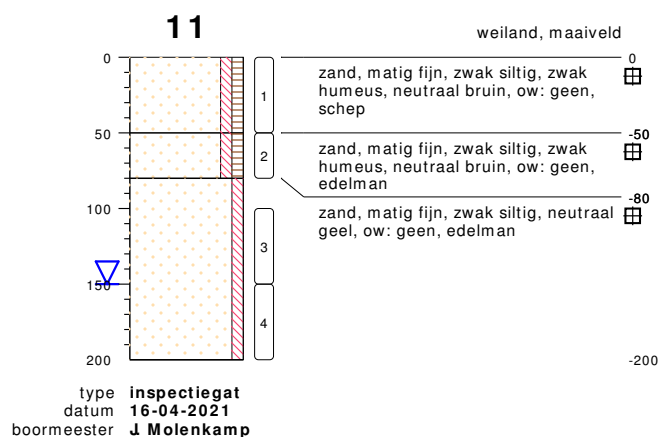 11
weiland, maaiveld
0
50
100
150
200
1
2
3
4
0
zand, matig fijn, zwak siltig, zwak
humeus, neutraal bruin, ow: geen,
schep
-50
zand, matig fijn, zwak siltig, zwak
humeus, neutraal bruin, ow: geen,
edelman
-80
zand, matig fijn, zwak siltig, neutraal
geel, ow: geen, edelman
-200
type inspectiegat
datum 16-04-2021
boormeester J. Molenkamp